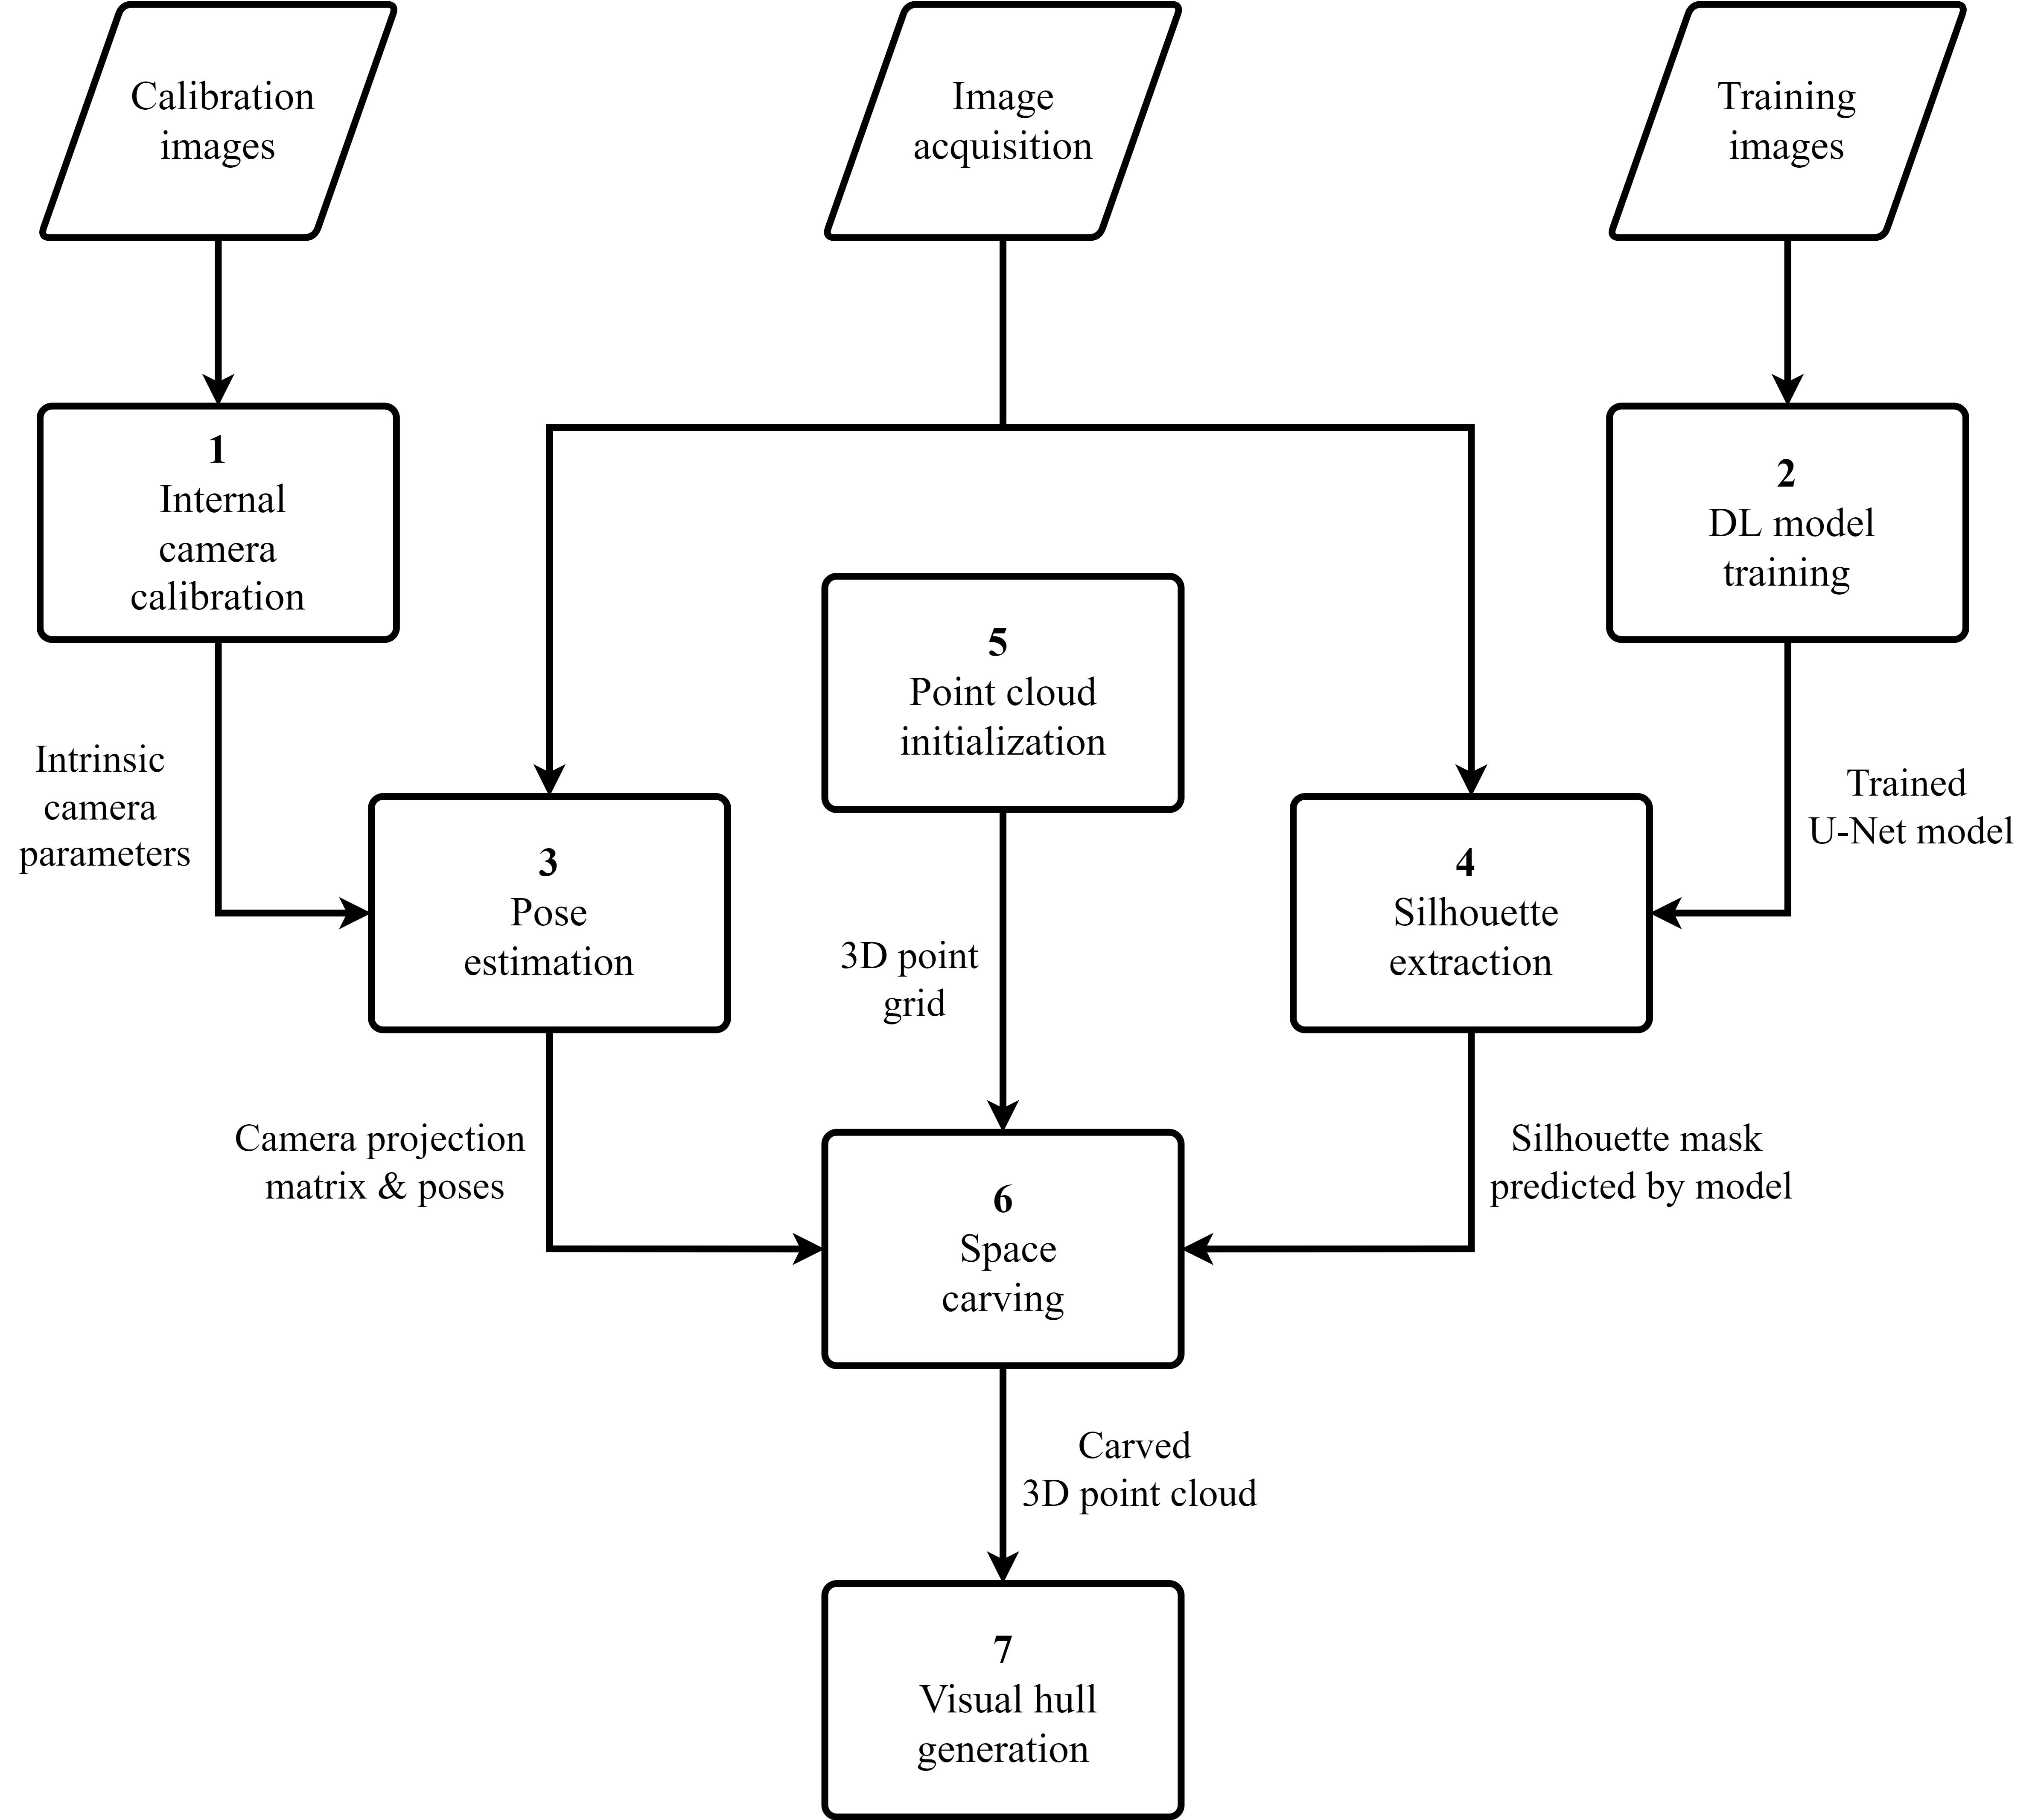 Calibration
images
Image
acquisition
Training
images
1
Internal
camera
calibration
2
DL model
training
5
Point cloud
initialization
Intrinsic
camera
parameters
Trained
U-Net model
3
Pose
estimation
4
Silhouette
extraction
3D point
grid
Camera projection
matrix & poses
Silhouette mask
predicted by model
6
Space
carving
Carved
3D point cloud
7
Visual hull
generation